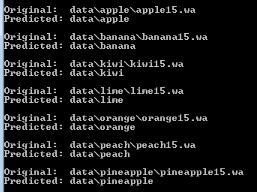 Original:  data\apple\apple15.wa
Predicted: data\apple
Original:  data\banana\banana15.wa
Predicted: data\banana
Original:  data\kiwi\kiwi15.wa
Predicted: data\kiwi
Original:  data\lime\lime15.wa
Predicted: data\lime
Original:  data\orange\orange15.wa
Predicted: data\orange
Original:  data\peach\peach15.wa
Predicted: data\peach
Original:  data\pineapple\pineapple15.wa
Predicted: data\pineapple